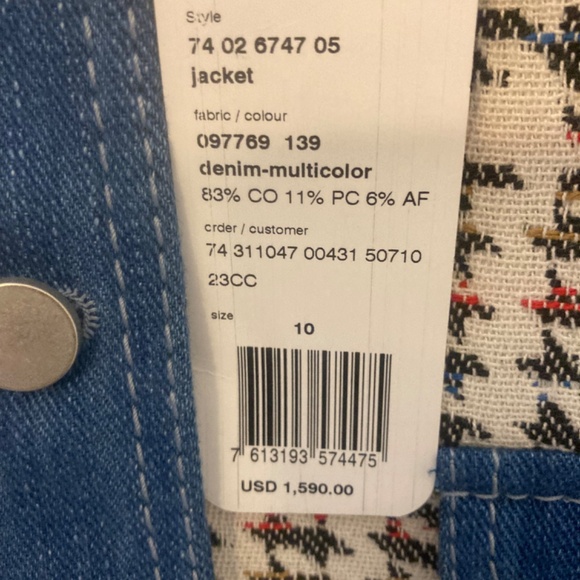 Style
74 02 6747 05
jacket
fabric / colour
097769 139
denim-multicolor
83% CO 11% PC 6% AF
order / customer
74 311047 00431 50710
23CC
size
10
7 613193 574475
USD 1,590.00